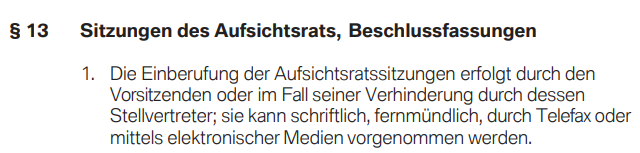 § 13 Sitzungen des Aufsichtsrats, Beschlussfassungen
1. Die Einberufung der Aufsichtsratssitzungen erfolgt durch den
Vorsitzenden oder im Fall seiner Verhinderung durch dessen
Stellvertreter; sie kann schriftlich, fernmündlich, durch Telefax oder
mittels elektronischer Medien vorgenommen werden.